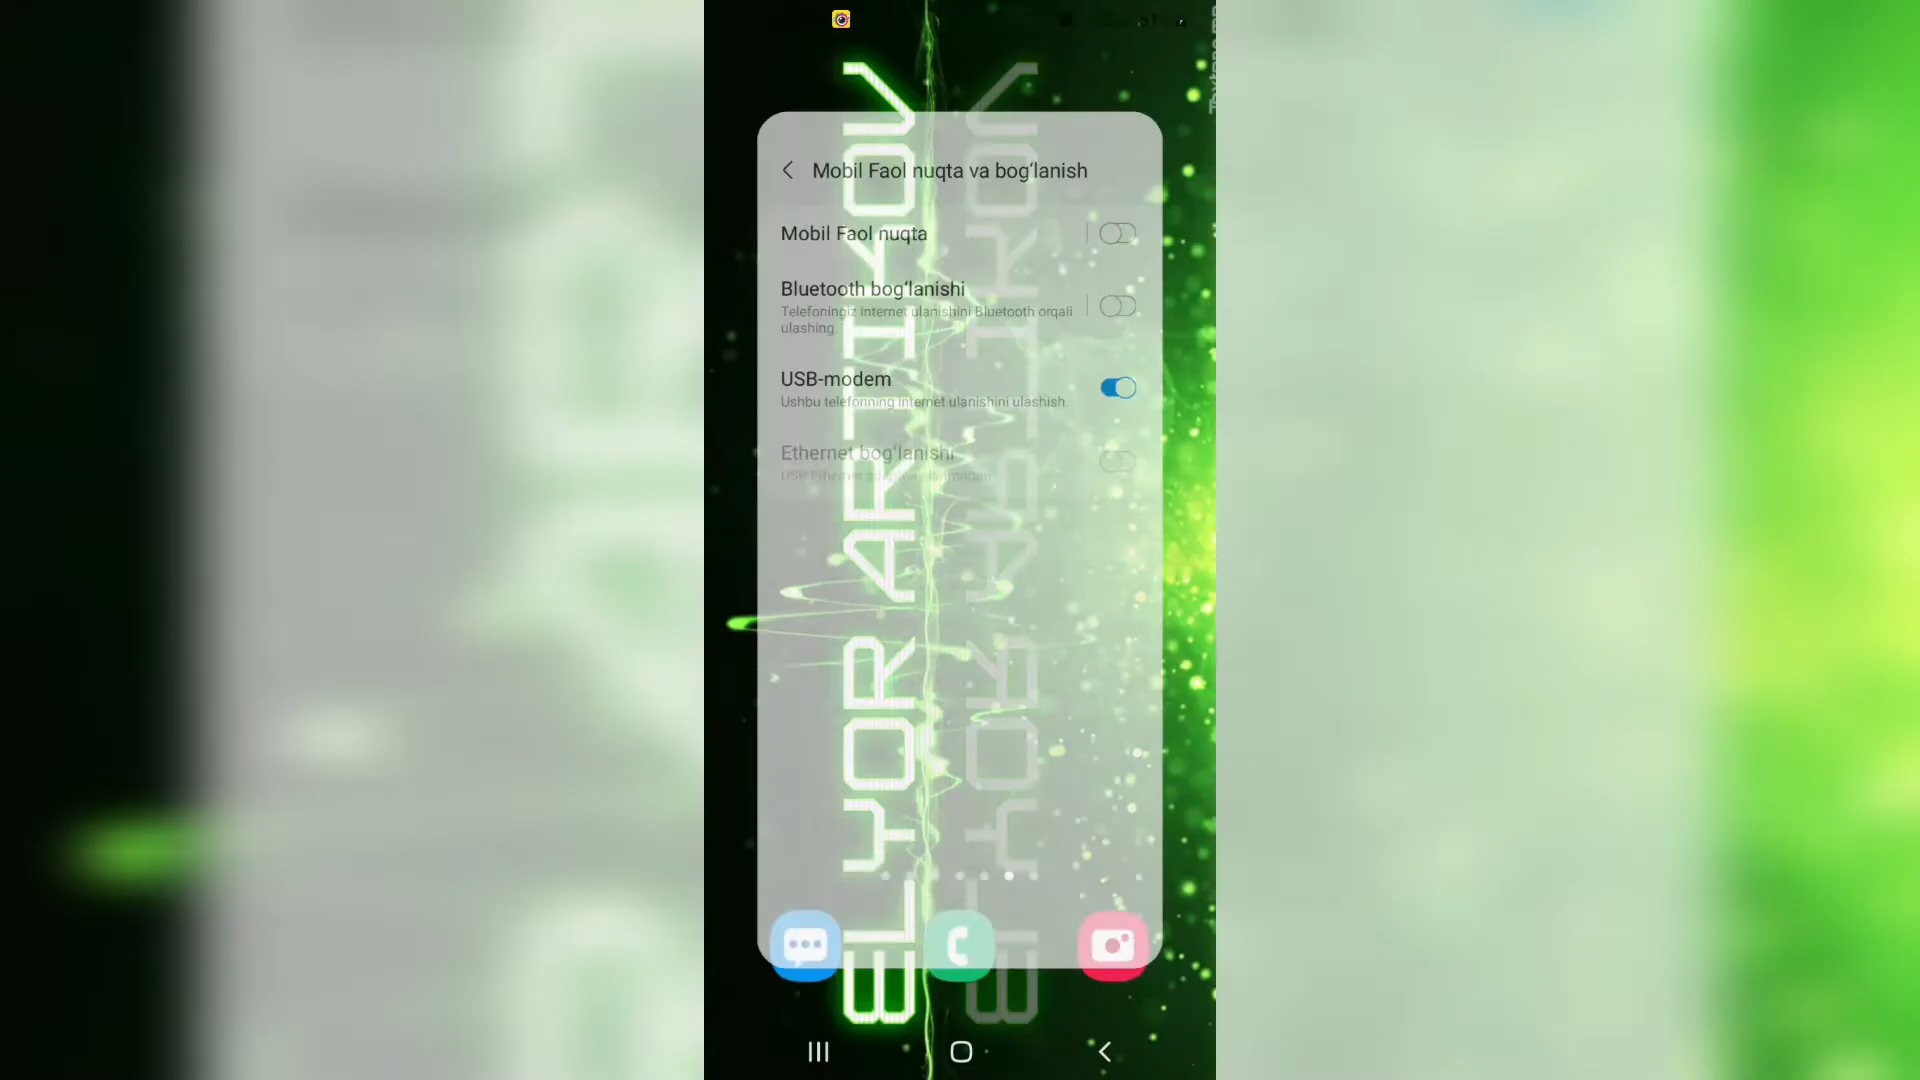 Mobil Faol nuqta va bog‘lanish
Mobil Faol nuqta
Bluetooth bog‘lanishi
Telefoningiz internet ulanishini Bluetooth orqali
ulashing.
USB-modem
Ushbu telefonning internet ulanishini ulashish.
Ethernet bog‘lanishi
ELYOR ARTIKOV